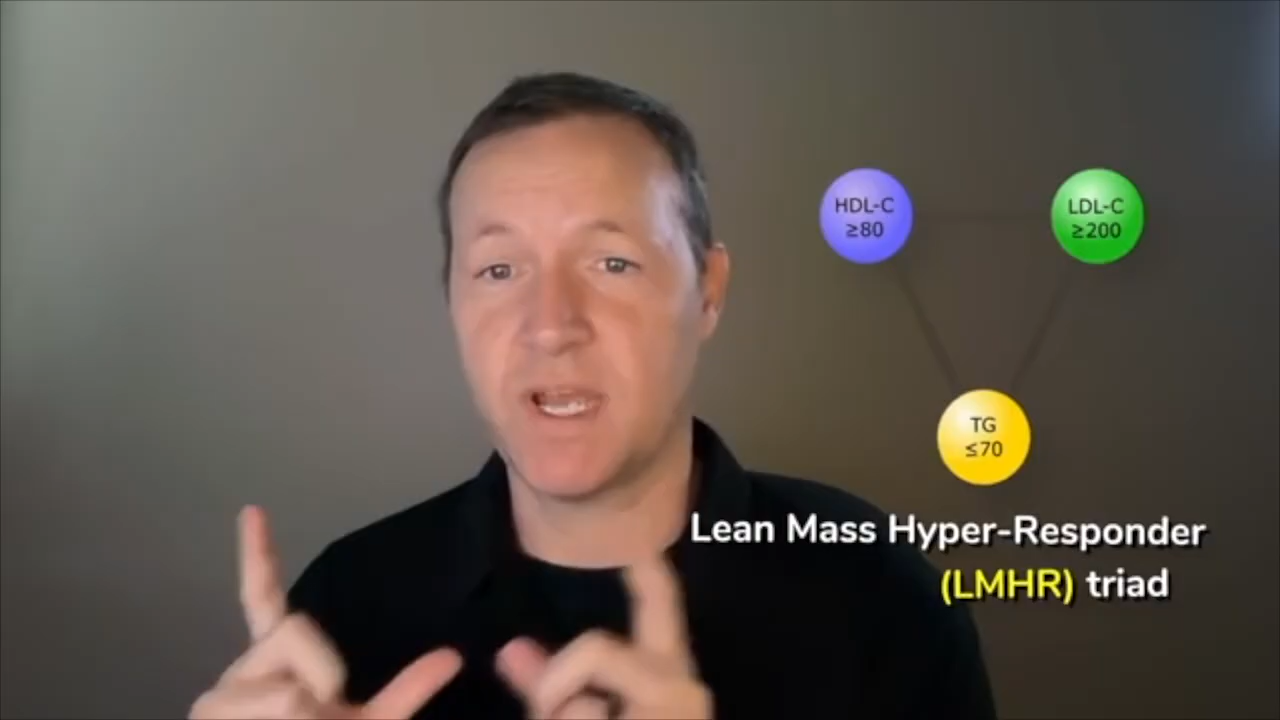 HDL-C
≥80
LDL-C
≥200
TG
≤70
Lean Mass Hyper-Responder
(LMHR) triad